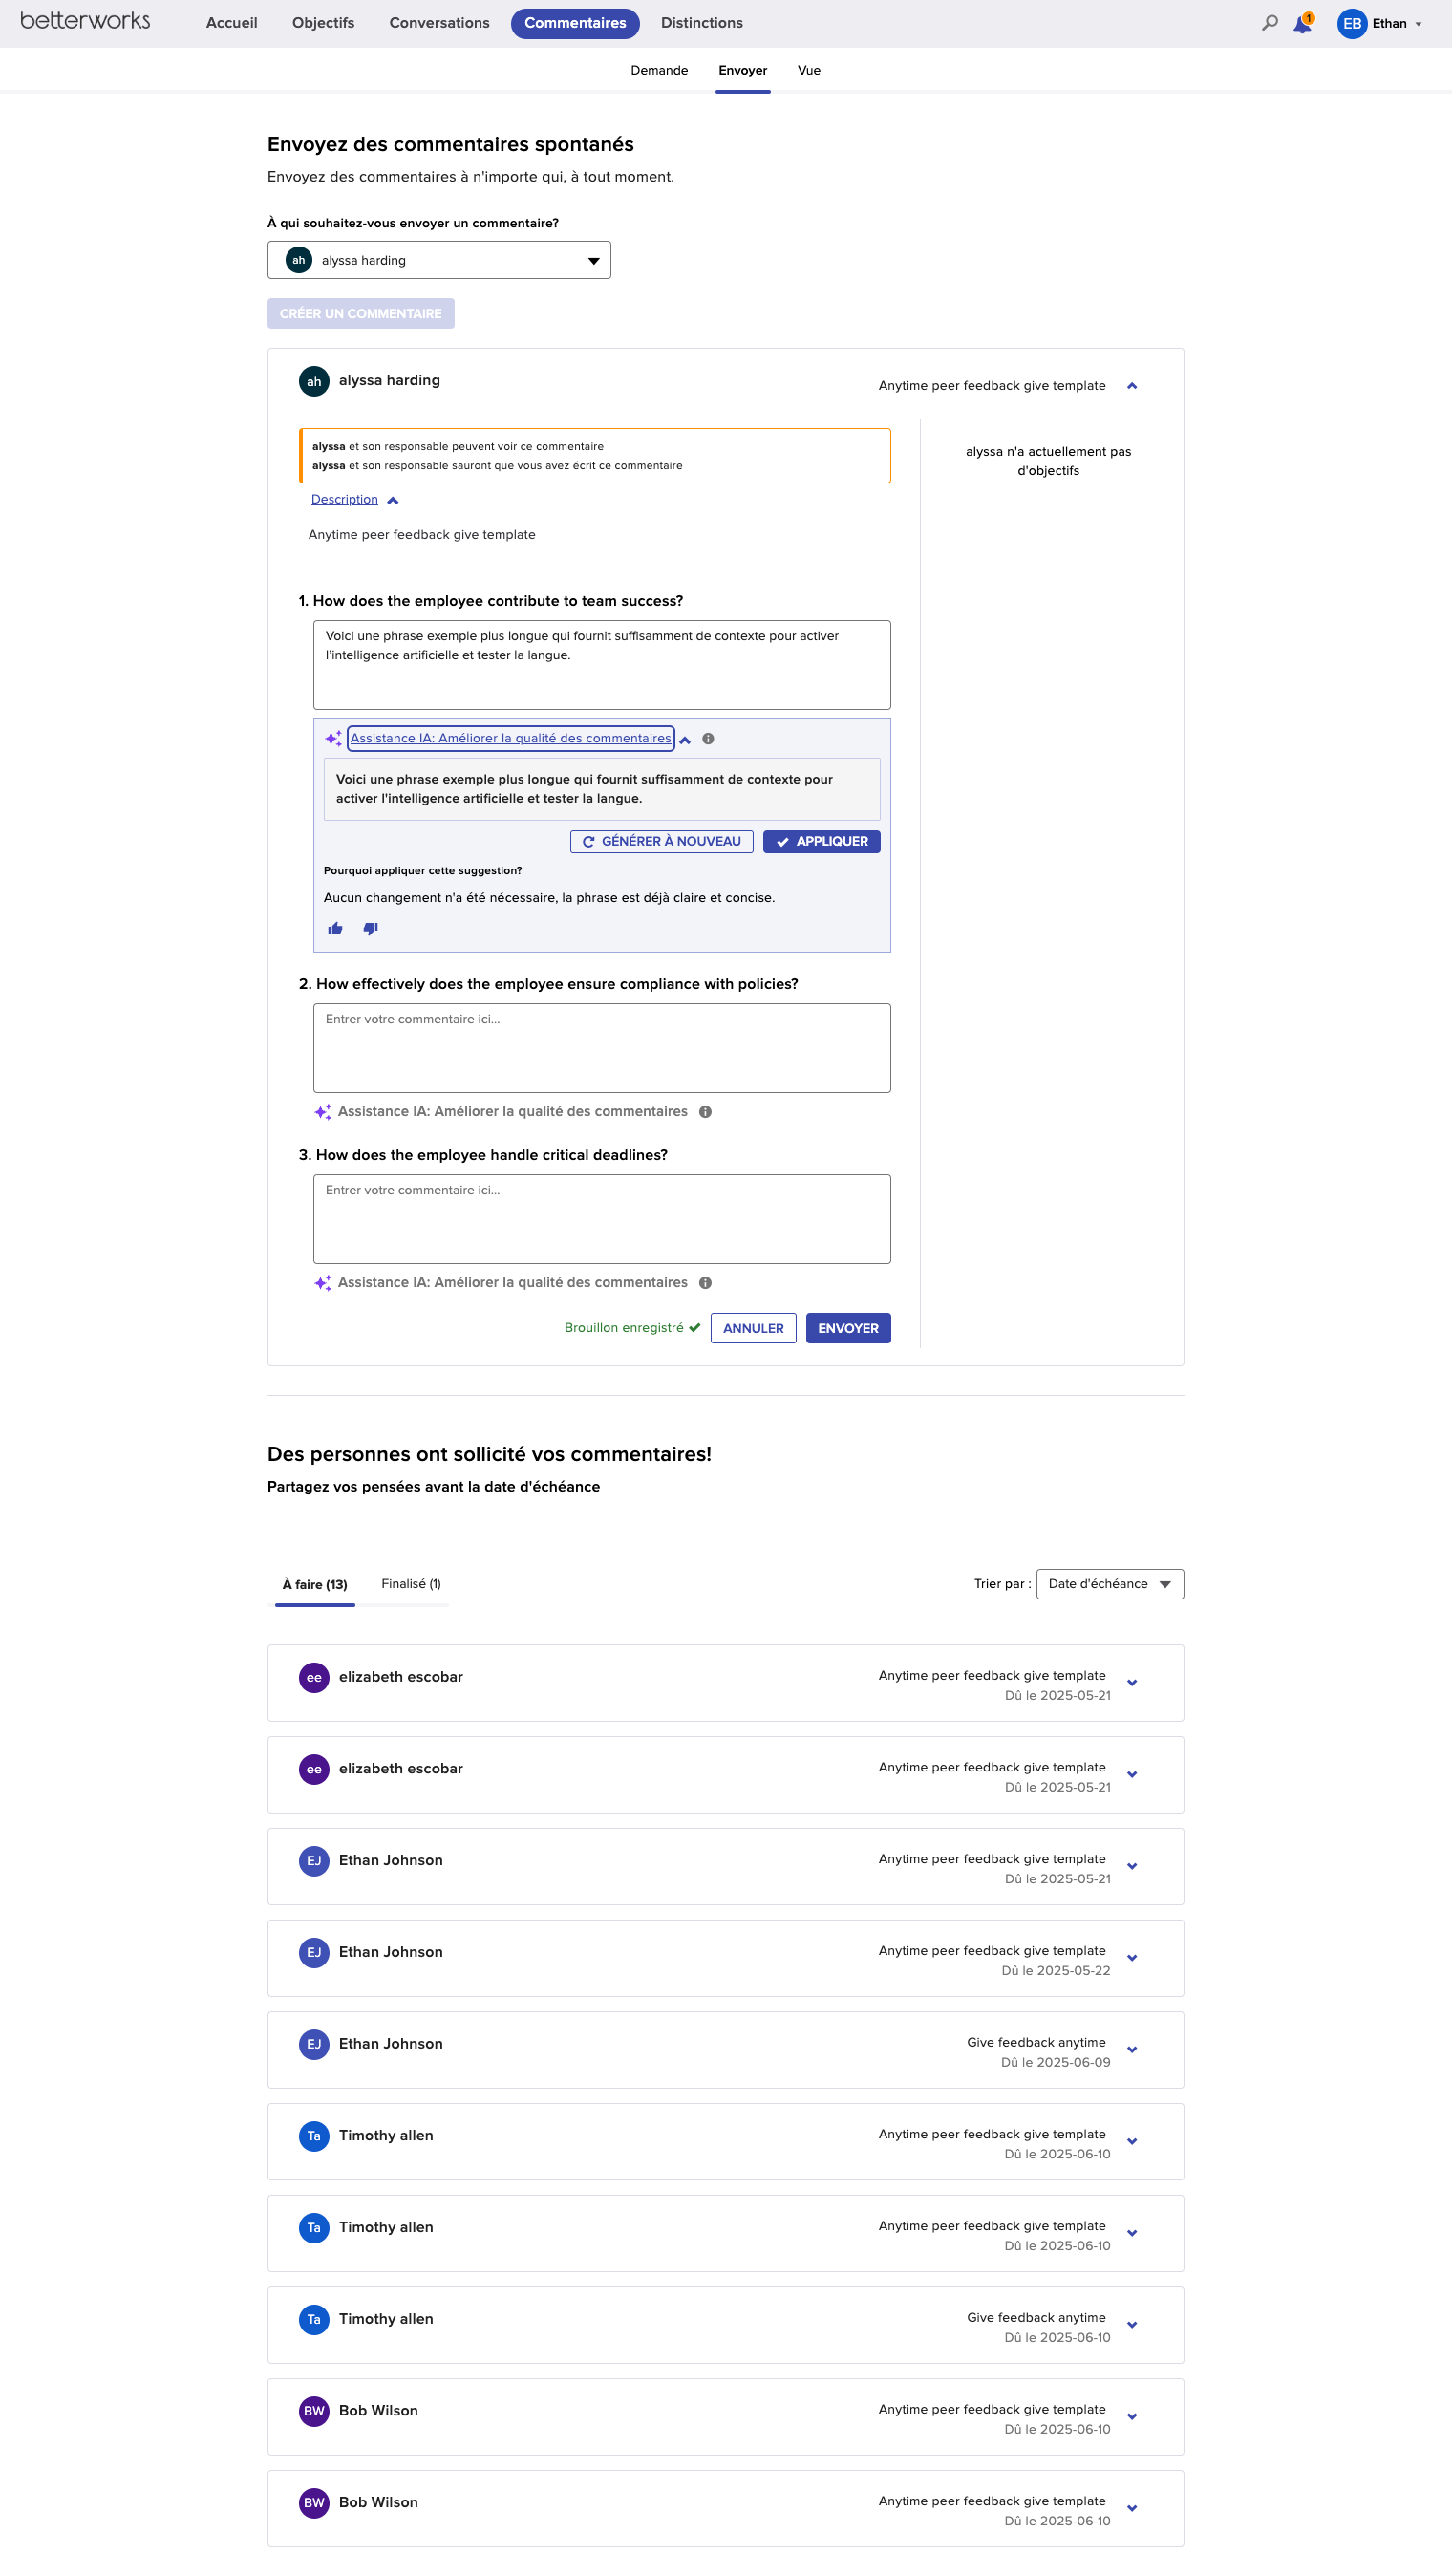 betterworks
Accueil
Objectifs
Conversations
Commentaires
Distinctions
1
EB
Ethan
Demande
Envoyer
Vue
Envoyez des commentaires spontanés
Envoyez des commentaires à n'importe qui, à tout moment.
À qui souhaitez-vous envoyer un commentaire?
ah
alyssa harding
CRÉER UN COMMENTAIRE
ah
alyssa harding
Anytime peer feedback give template
alyssa et son responsable peuvent voir ce commentaire
alyssa et son responsable sauront que vous avez écrit ce commentaire
alyssa n'a actuellement pas
d'objectifs
Description
Anytime peer feedback give template
1. How does the employee contribute to team success?
Voici une phrase exemple plus longue qui fournit suffisamment de contexte pour activer
l'intelligence artificielle et tester la langue.
Assistance IA: Améliorer la qualité des commentaires
Voici une phrase exemple plus longue qui fournit suffisamment de contexte pour
activer l'intelligence artificielle et tester la langue.
GÉNÉRER À NOUVEAU
APPLIQUER
Pourquoi appliquer cette suggestion?
Aucun changement n'a été nécessaire, la phrase est déjà claire et concise.
2. How effectively does the employee ensure compliance with policies?
Entrer votre commentaire ici...
Assistance IA: Améliorer la qualité des commentaires
3. How does the employee handle critical deadlines?
Entrer votre commentaire ici...
Assistance IA: Améliorer la qualité des commentaires
Brouillon enregistré
ANNULER
ENVOYER
Des personnes ont sollicité vos commentaires!
Partagez vos pensées avant la date d'échéance
À faire (13)
Finalisé (1)
Trier par :
Date d'échéance
ee
elizabeth escobar
Anytime peer feedback give template
Dû le 2025-05-21
ee
elizabeth escobar
Anytime peer feedback give template
Dû le 2025-05-21
EJ
Ethan Johnson
Anytime peer feedback give template
Dû le 2025-05-21
EJ
Ethan Johnson
Anytime peer feedback give template
Dû le 2025-05-22
EJ
Ethan Johnson
Give feedback anytime
Dû le 2025-06-09
Ta
Timothy allen
Anytime peer feedback give template
Dû le 2025-06-10
Ta
Timothy allen
Anytime peer feedback give template
Dû le 2025-06-10
Ta
Timothy allen
Give feedback anytime
Dû le 2025-06-10
BW
Bob Wilson
Anytime peer feedback give template
Dû le 2025-06-10
BW
Bob Wilson
Anytime peer feedback give template
Dû le 2025-06-10